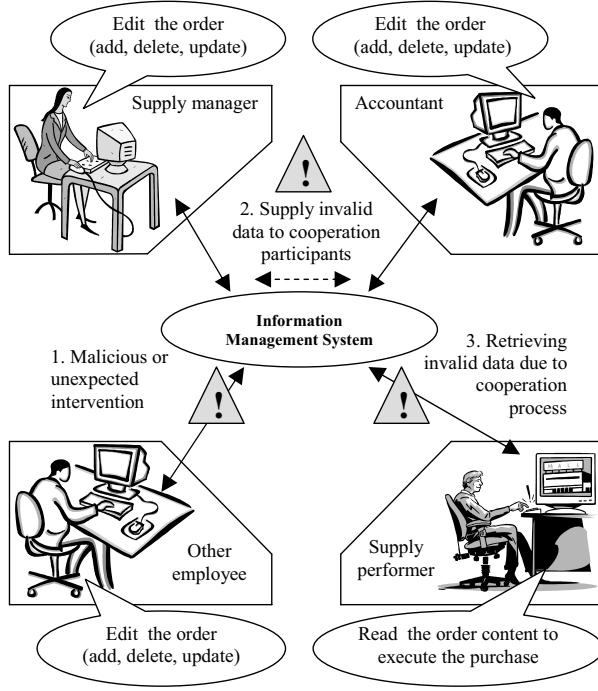 Edit the order
(add, delete, update)
Edit the order
(add, delete, update)
Supply manager
Accountant
!
2. Supply invalid
data to cooperation
participants
Information
Management System
1. Malicious or
unexpected
intervention
!
!
3. Retrieving
invalid data due to
cooperation
process
Other
employee
Supply
performer
Edit the order
(add, delete, update)
Read the order content to
execute the purchase